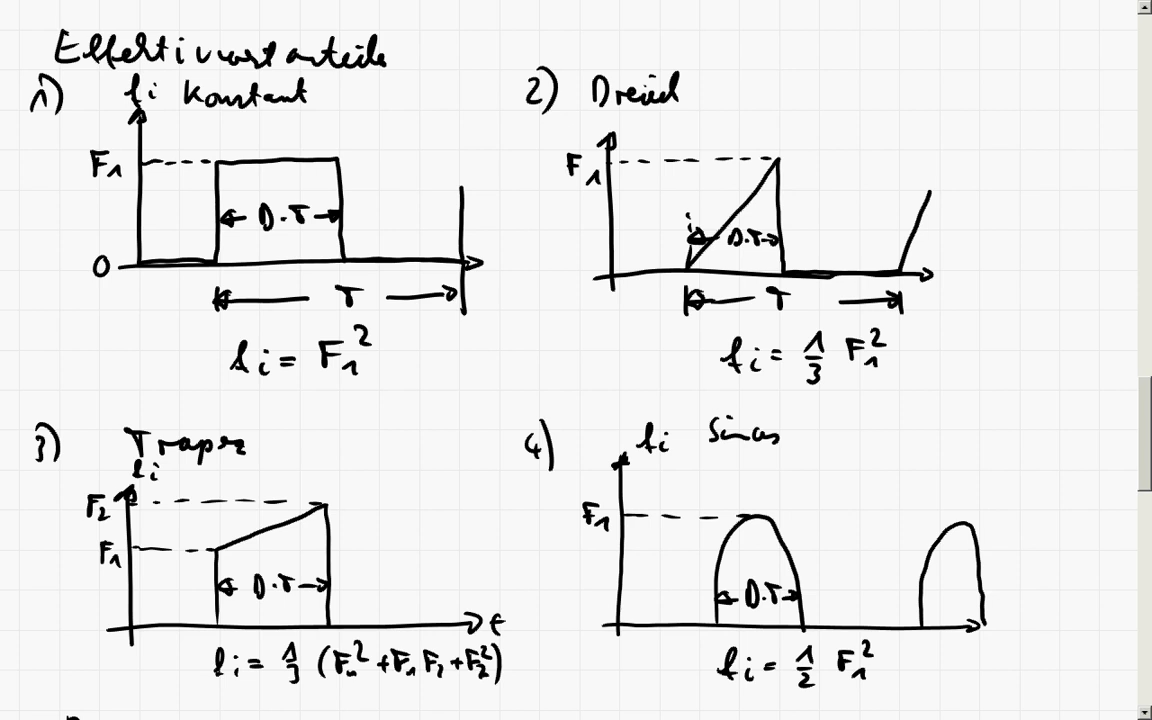 Effektivwertanteile
1) fi Konstant
F₁
D·T
0
T
fi = F₁²
2) Dreieck
F₁
D·T
T
fi = 1/3 F₁²
3) Trapez
fi
F₂
F₁
D·T
t
fi = 1/3 (F₁² + F₁ F₂ + F₂²)
4) fi Sinus
F₁
D·T
fi = 1/2 F₁²